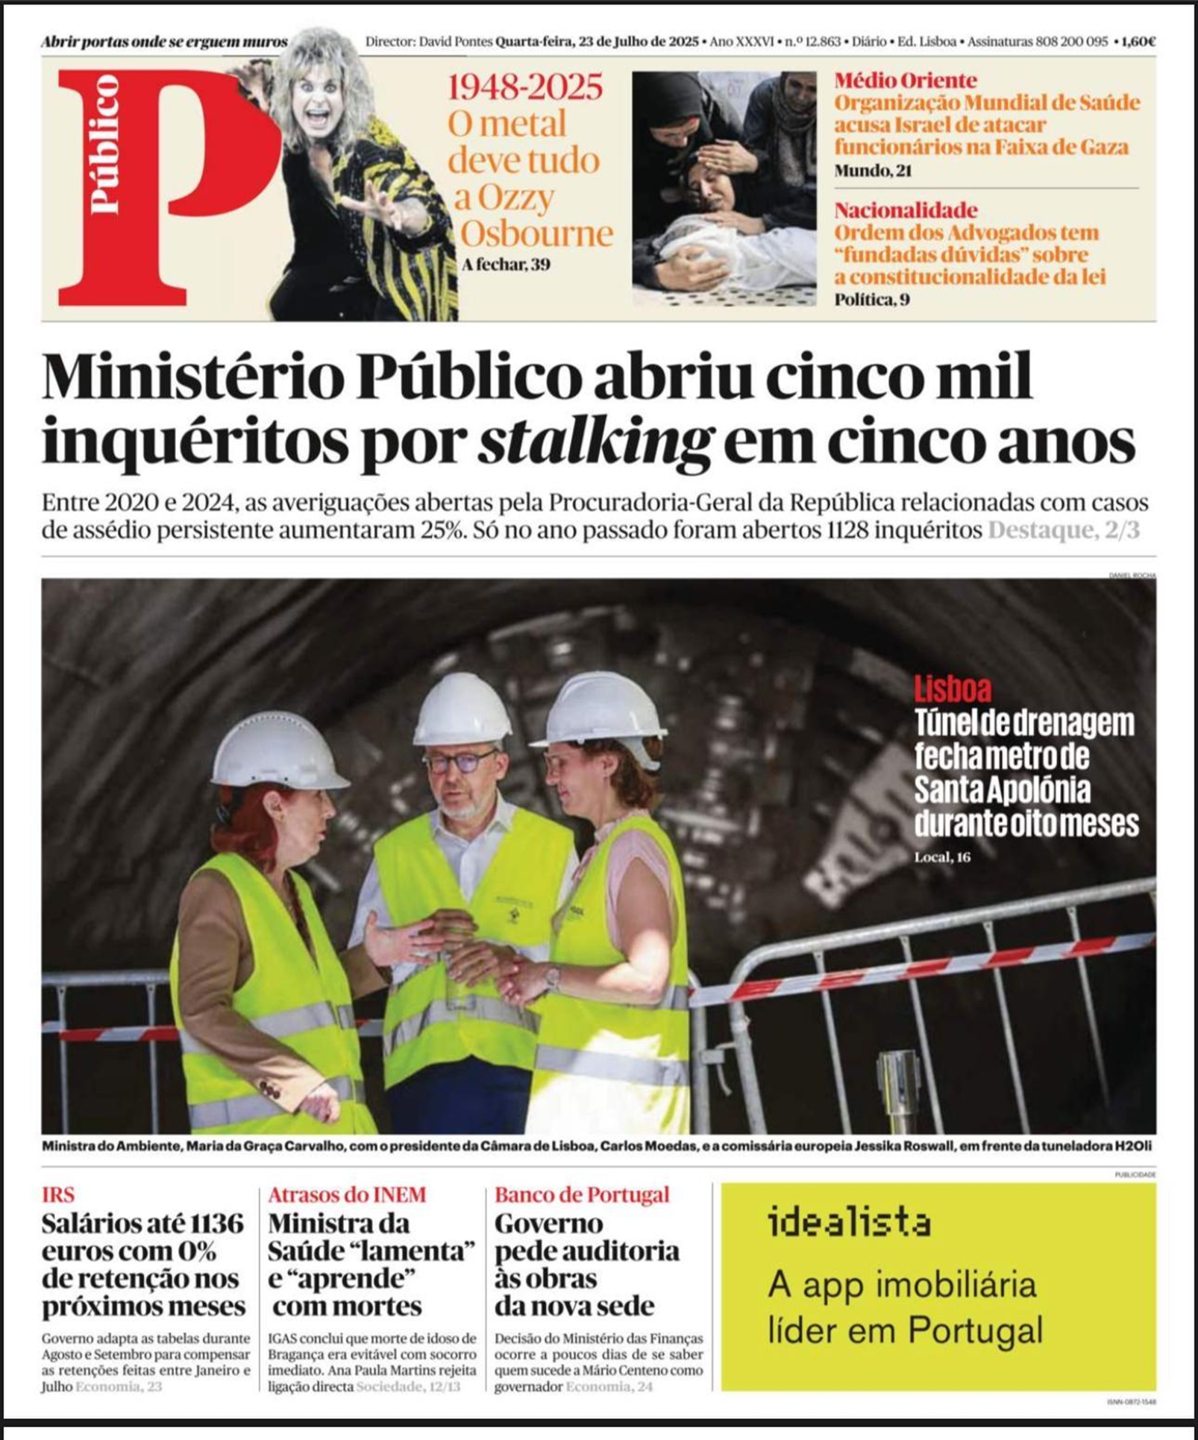 Abrir portas onde se erguem muros
Director: David Pontes Quarta-feira, 23 de Julho de 2025 • Ano XXXVI • n.º 12.863 • Diário • Ed. Lisboa • Assinaturas 808 200 095 • 1,60€
Público
1948-2025
O metal
deve tudo
a Ozzy
Osbourne
A fechar, 39
Médio Oriente
Organização Mundial de Saúde
acusa Israel de atacar
funcionários na Faixa de Gaza
Mundo, 21
Nacionalidade
Ordem dos Advogados tem
“fundadas dúvidas” sobre
a constitucionalidade da lei
Política, 9
Ministério Público abriu cinco mil
inquéritos por stalking em cinco anos
Entre 2020 e 2024, as averiguações abertas pela Procuradoria-Geral da República relacionadas com casos
de assédio persistente aumentaram 25%. Só no ano passado foram abertos 1128 inquéritos Destaque, 2/3
DANIEL ROCHA
Lisboa
Túnel de drenagem
fecha metro de
Santa Apolónia
durante oito meses
Local, 16
Ministra do Ambiente, Maria da Graça Carvalho, com o presidente da Câmara de Lisboa, Carlos Moedas, e a comissária europeia Jessika Roswall, em frente da tuneladora H2Oli
PUBLICIDADE
IRS
Salários até 1136
euros com 0%
de retenção nos
próximos meses
Governo adapta as tabelas durante
Agosto e Setembro para compensar
as retenções feitas entre Janeiro e
Julho Economia, 23
Atrasos do INEM
Ministra da
Saúde “lamenta”
e “aprende”
com mortes
IGAS conclui que morte de idoso de
Bragança era evitável com socorro
imediato. Ana Paula Martins rejeita
ligação directa Sociedade, 12/13
Banco de Portugal
Governo
pede auditoria
às obras
da nova sede
Decisão do Ministério das Finanças
ocorre a poucos dias de se saber
quem sucede a Mário Centeno como
governador Economia, 24
idealista
A app imobiliária
líder em Portugal
ISNN-0872-1548